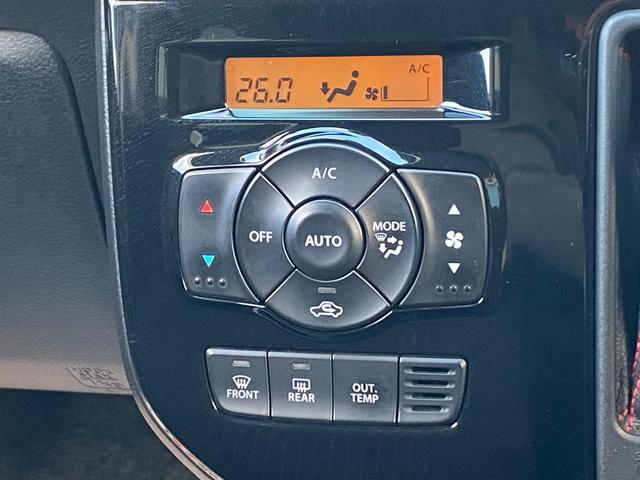 A/C
26.0
A/C
OFF
AUTO
MODE
FRONT
REAR
OUT.
TEMP